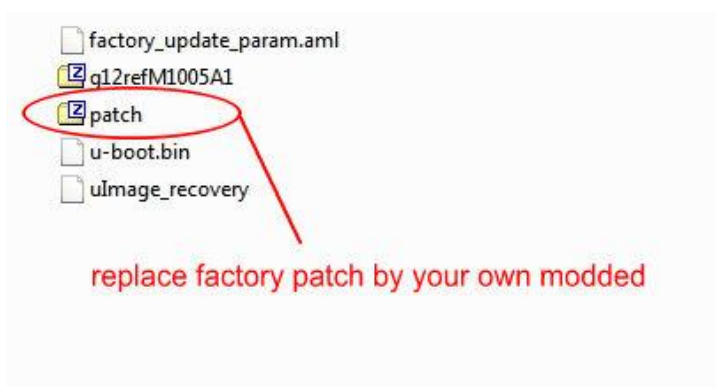 factory_update_param.aml
g12refM1005A1
patch
u-boot.bin
uImage_recovery
replace factory patch by your own modded